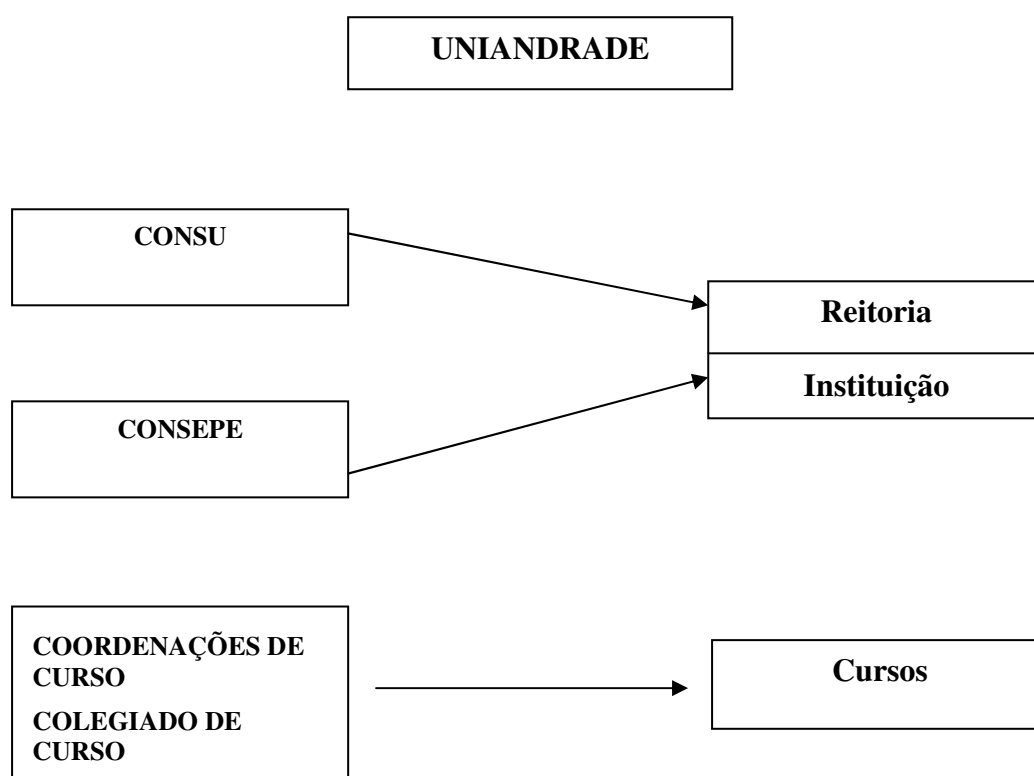 UNIANDRADE
CONSU
Reitoria
Instituição
CONSEPE
COORDENAÇÕES DE
CURSO
COLEGIADO DE
CURSO
Cursos